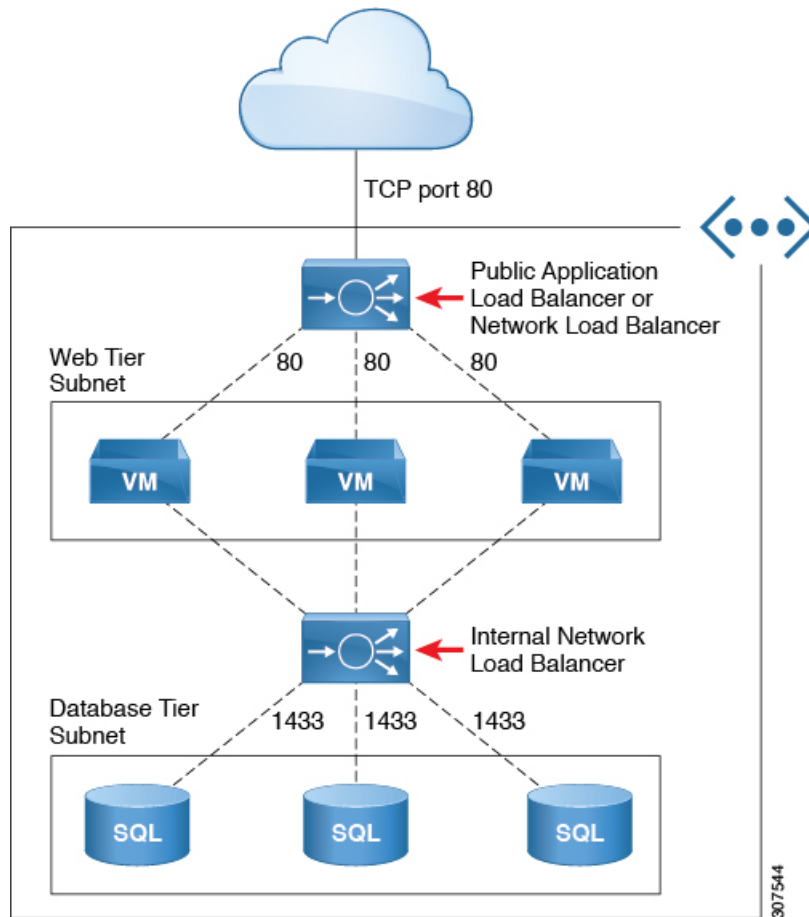 TCP port 80
Public Application
Load Balancer or
Network Load Balancer
Web Tier
Subnet
80
80
80
VM
VM
VM
Internal Network
Load Balancer
Database Tier
Subnet
1433
1433
1433
SQL
SQL
SQL
307544